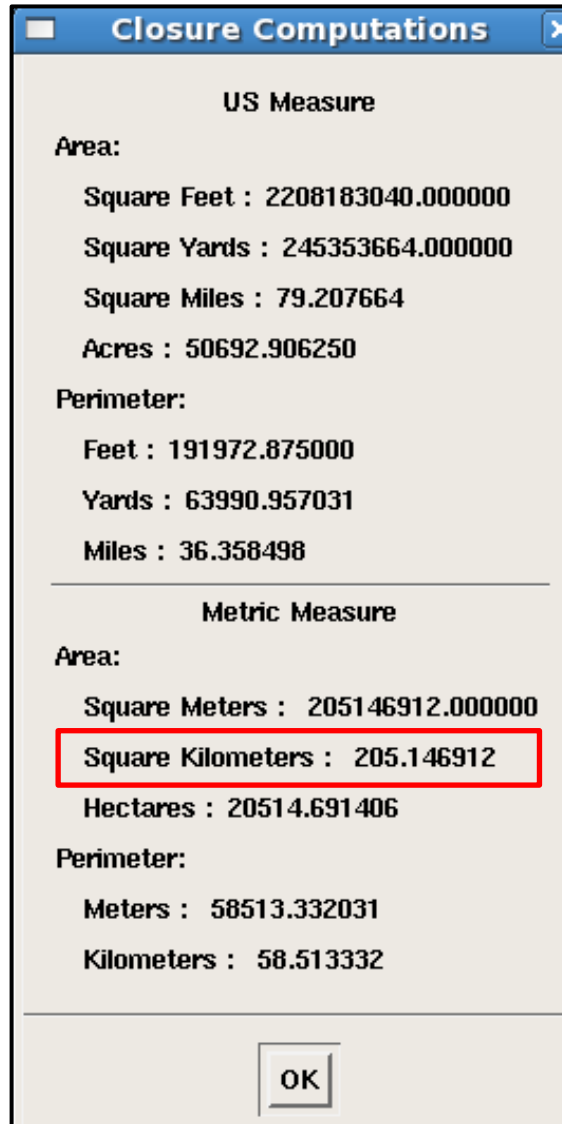 Closure Computations
US Measure
Area:
Square Feet : 2208183040.000000
Square Yards : 245353664.000000
Square Miles : 79.207664
Acres : 50692.906250
Perimeter:
Feet : 191972.875000
Yards : 63990.957031
Miles : 36.358498
Metric Measure
Area:
Square Meters : 205146912.000000
Square Kilometers : 205.146912
Hectares : 20514.691406
Perimeter:
Meters : 58513.332031
Kilometers : 58.513332
OK